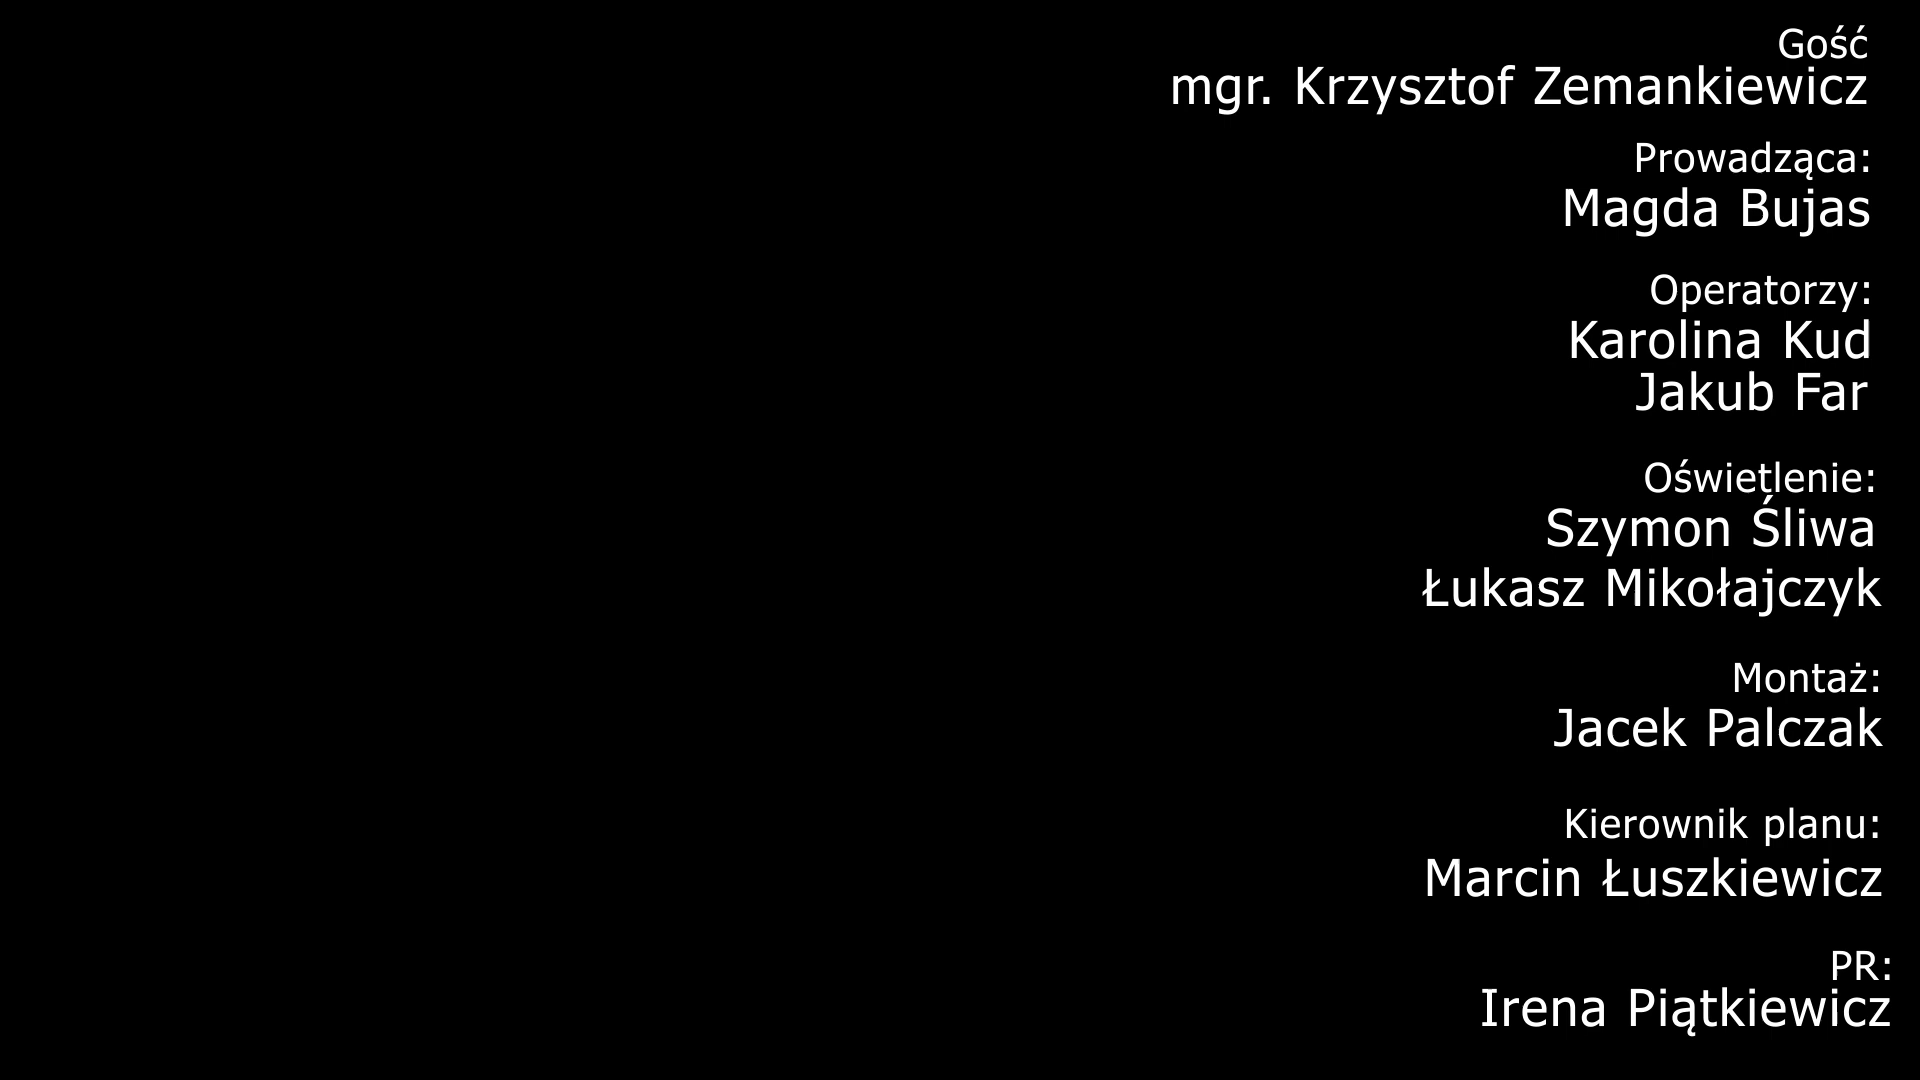 Gość
mgr. Krzysztof Zemankiewicz
Prowadząca:
Magda Bujas
Operatorzy:
Karolina Kud
Jakub Far
Oświetlenie:
Szymon Śliwa
Łukasz Mikołajczyk
Montaż:
Jacek Palczak
Kierownik planu:
Marcin Łuszkiewicz
PR:
Irena Piątkiewicz